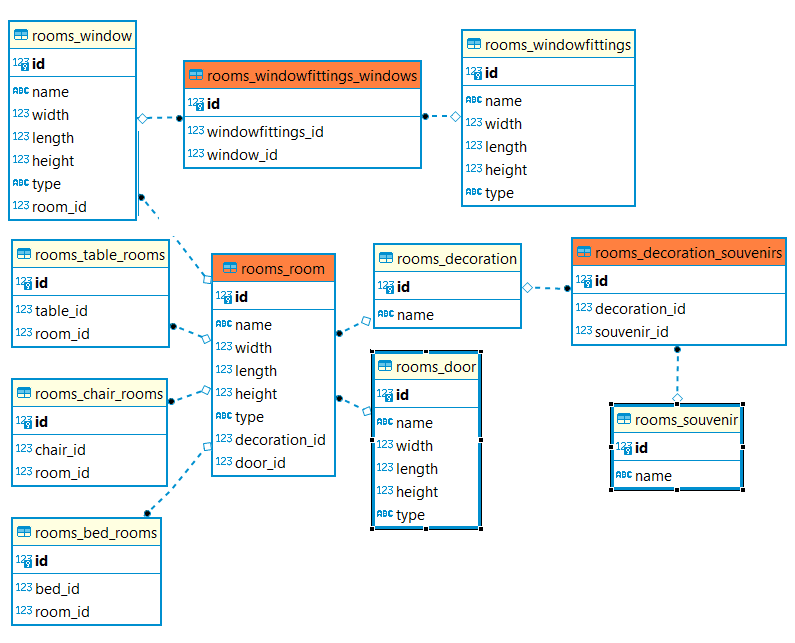 rooms_window
123 id
ABC name
123 width
123 length
123 height
ABC type
123 room_id
rooms_windowfittings_windows
123 id
123 windowfittings_id
123 window_id
rooms_windowfittings
123 id
ABC name
123 width
123 length
123 height
ABC type
rooms_table_rooms
123 id
123 table_id
123 room_id
rooms_room
123 id
ABC name
123 width
123 length
123 height
ABC type
123 decoration_id
123 door_id
rooms_decoration
123 id
ABC name
rooms_decoration_souvenirs
123 id
123 decoration_id
123 souvenir_id
rooms_chair_rooms
123 id
123 chair_id
123 room_id
rooms_door
123 id
ABC name
123 width
123 length
123 height
ABC type
rooms_souvenir
123 id
ABC name
rooms_bed_rooms
123 id
123 bed_id
123 room_id